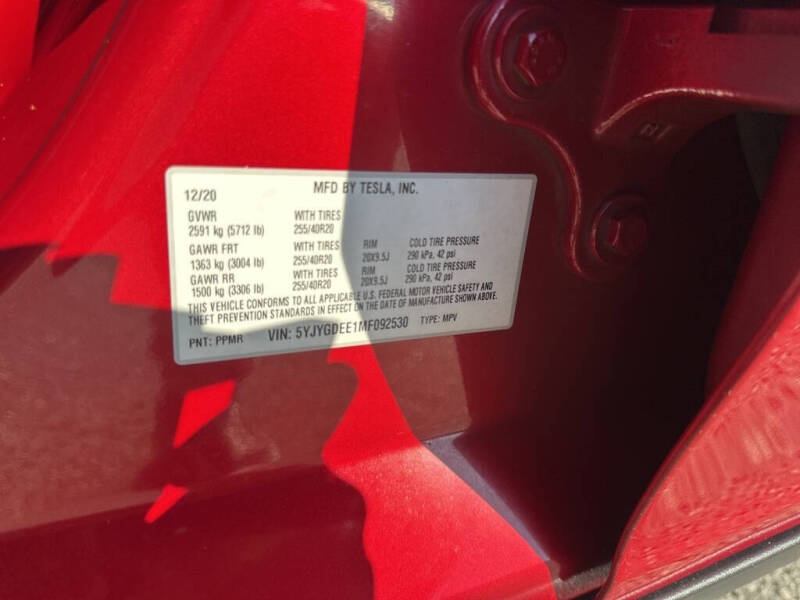 12/20 MFD BY TESLA, INC.
GVWR WITH TIRES
2591 kg (5712 lb) 255/40R20
GAWR FRT WITH TIRES RIM COLD TIRE PRESSURE
1363 kg (3004 lb) 255/40R20 20X9.5J 290 kPa, 42 psi
GAWR RR WITH TIRES RIM COLD TIRE PRESSURE
1500 kg (3306 lb) 255/40R20 20X9.5J 290 kPa, 42 psi
THIS VEHICLE CONFORMS TO ALL APPLICABLE U.S. FEDERAL MOTOR VEHICLE SAFETY AND
THEFT PREVENTION STANDARDS IN EFFECT ON THE DATE OF MANUFACTURE SHOWN ABOVE.
PNT: PPMR VIN: 5YJYGDEE1MF092530 TYPE: MPV